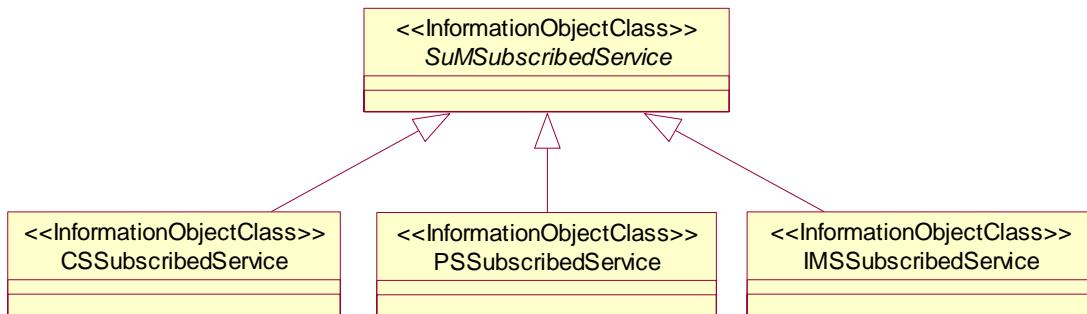 <<InformationObjectClass>>
SuMSubscribedService
<<InformationObjectClass>>
CSSubscribedService
<<InformationObjectClass>>
PSSubscribedService
<<InformationObjectClass>>
IMSSubscribedService